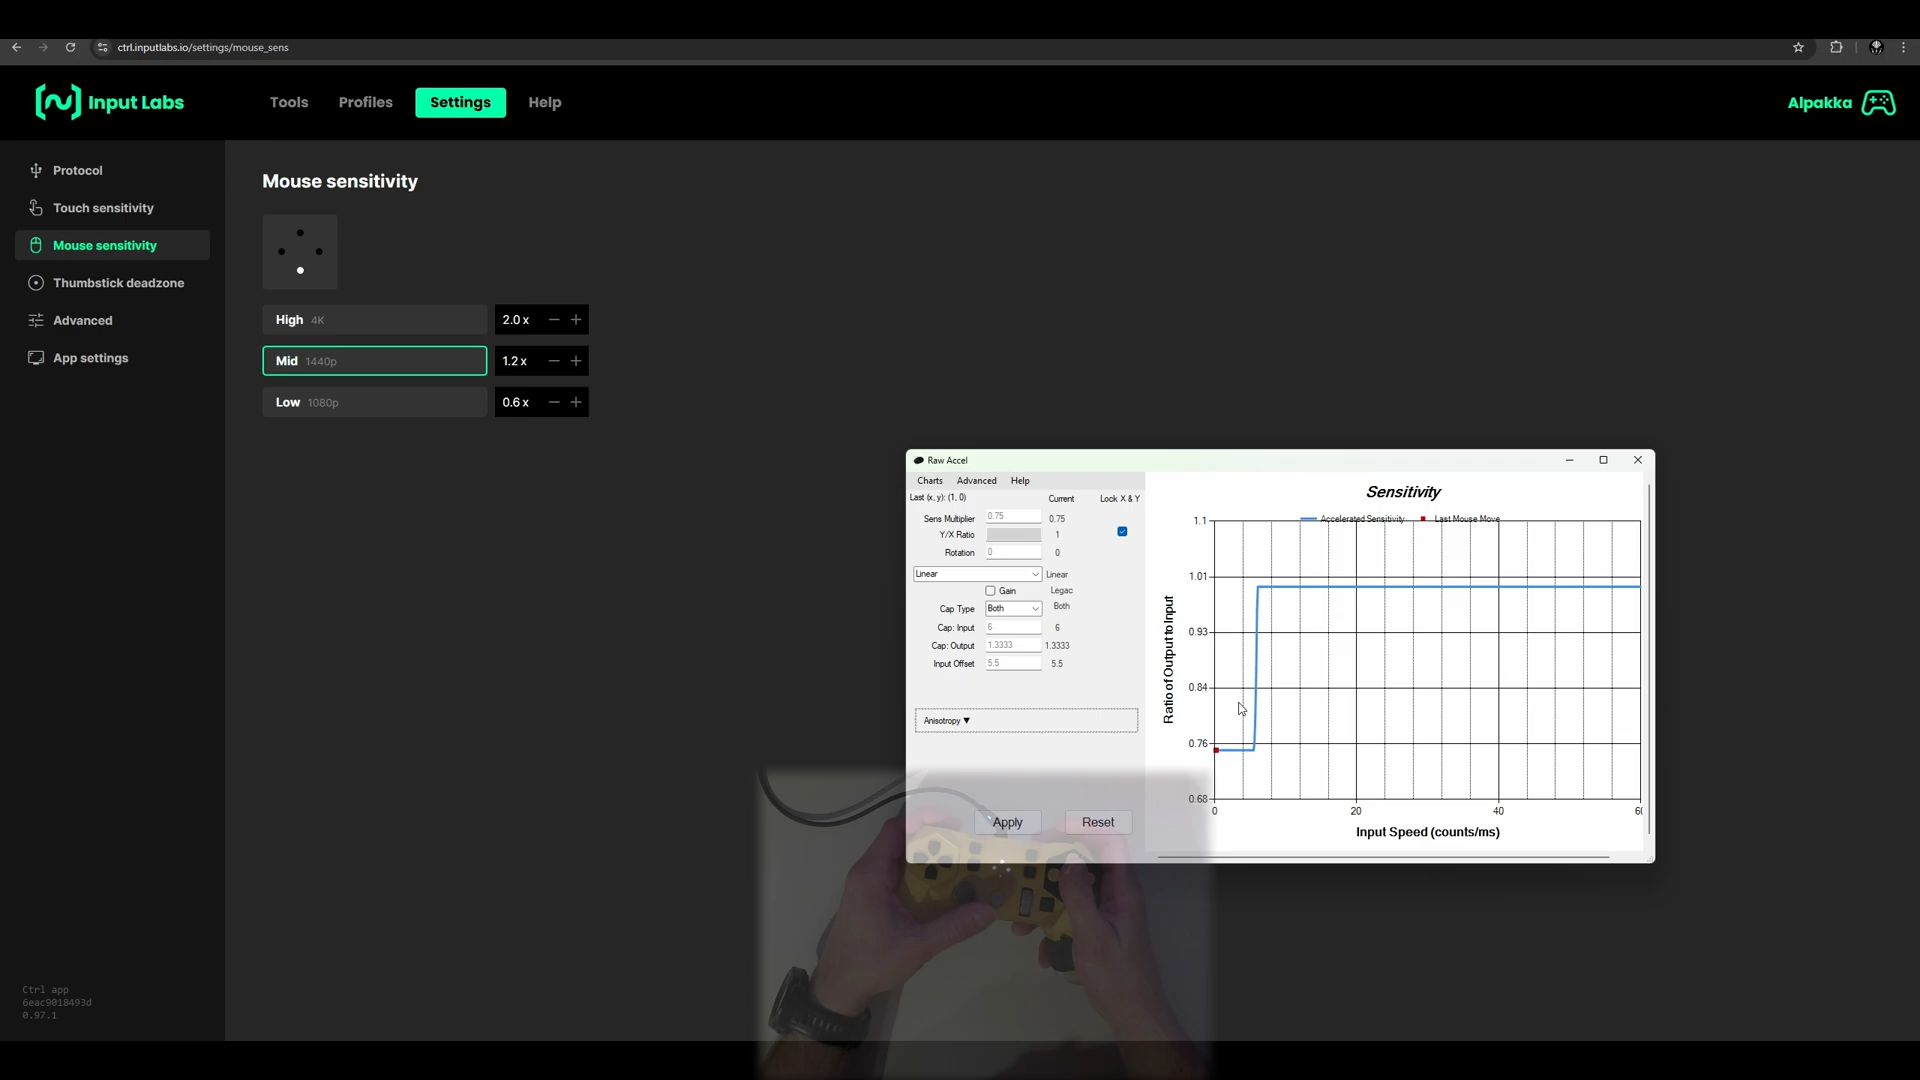 ctrl.inputlabs.io/settings/mouse_sens
Input Labs
Tools
Profiles
Settings
Help
Alpakka
Protocol
Touch sensitivity
Mouse sensitivity
Thumbstick deadzone
Advanced
App settings
Mouse sensitivity
High 4K
2.0 x
Mid 1440p
1.2 x
Low 1080p
0.6 x
Raw Accel
Charts
Advanced
Help
Last (x, y): (1, 0)
Current
Lock X & Y
Sens Multiplier
0.75
0.75
Y/X Ratio
1
Rotation
0
0
Linear
Linear
Gain
Legac
Cap Type
Both
Both
Cap: Input
6
6
Cap: Output
1.3333
1.3333
Input Offset
5.5
5.5
Anisotropy ▼
Apply
Reset
Sensitivity
Accelerated Sensitivity
Last Mouse Move
Ratio of Output to Input
1.1
1.01
0.93
0.84
0.76
0.68
0
20
40
Input Speed (counts/ms)
Ctrl app
6eac9018493d
0.97.1